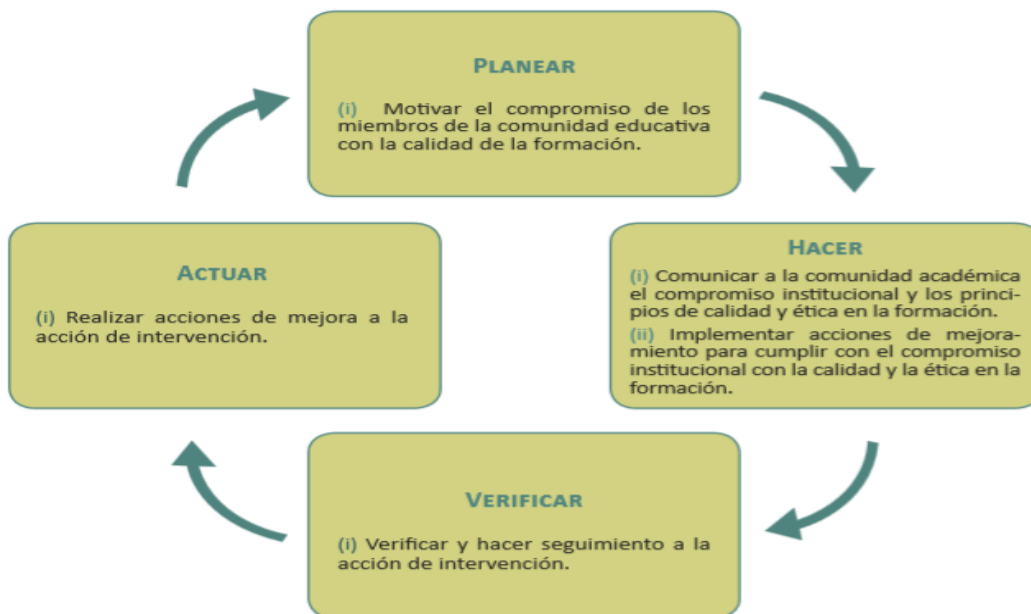 PLANEAR
(i) Motivar el compromiso de los
miembros de la comunidad educativa
con la calidad de la formación.
HACER
(i) Comunicar a la comunidad académica
el compromiso institucional y los princi-
pios de calidad y ética en la formación.
(ii) Implementar acciones de mejora-
miento para cumplir con el compromiso
institucional con la calidad y la ética en la
formación.
VERIFICAR
(i) Verificar y hacer seguimiento a la
acción de intervención.
ACTUAR
(i) Realizar acciones de mejora a la
acción de intervención.